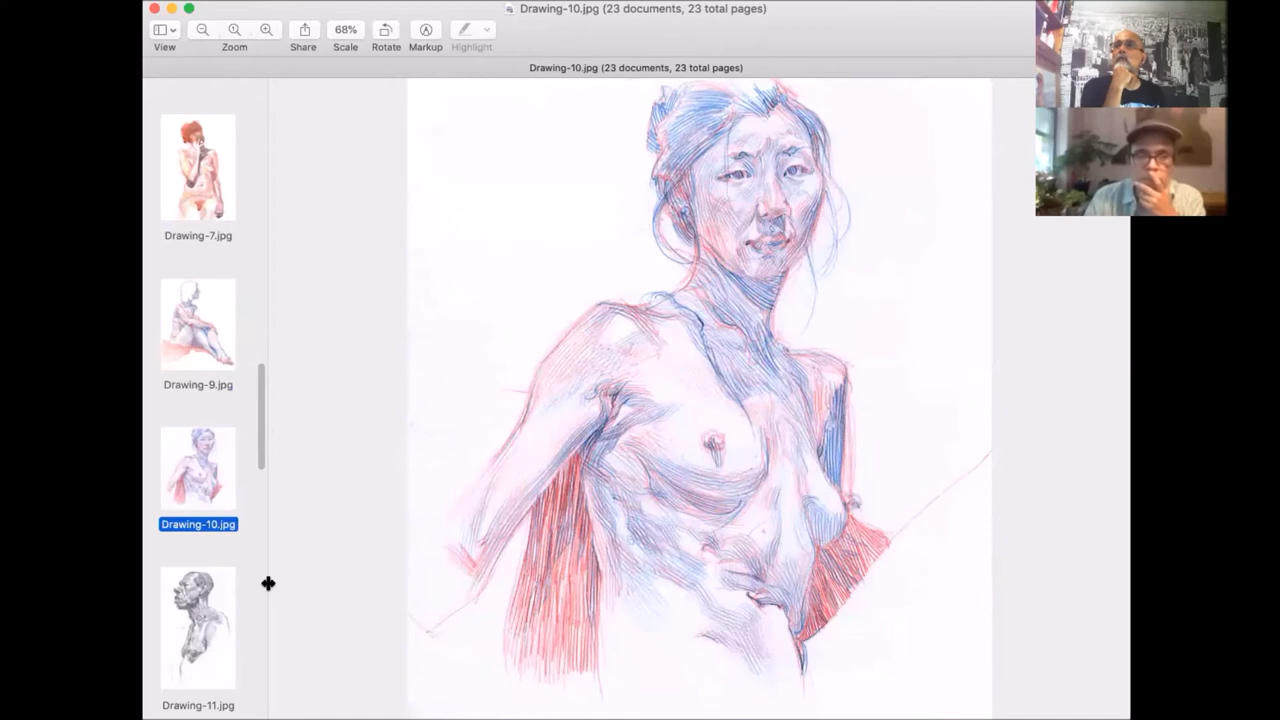 Drawing-10.jpg (23 documents, 23 total pages)
68%
View
Zoom
Share
Scale
Rotate
Markup
Highlight
Drawing-10.jpg (23 documents, 23 total pages)
Drawing-7.jpg
Drawing-9.jpg
Drawing-10.jpg
Drawing-11.jpg